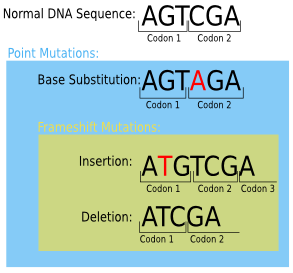 Normal DNA Sequence: AGTCGA
Codon 1 Codon 2
Point Mutations:
Base Substitution: AGTAGA
Codon 1 Codon 2
Frameshift Mutations:
Insertion: ATGTCGA
Codon 1 Codon 2 Codon 3
Deletion: ATCGA
Codon 1 Codon 2